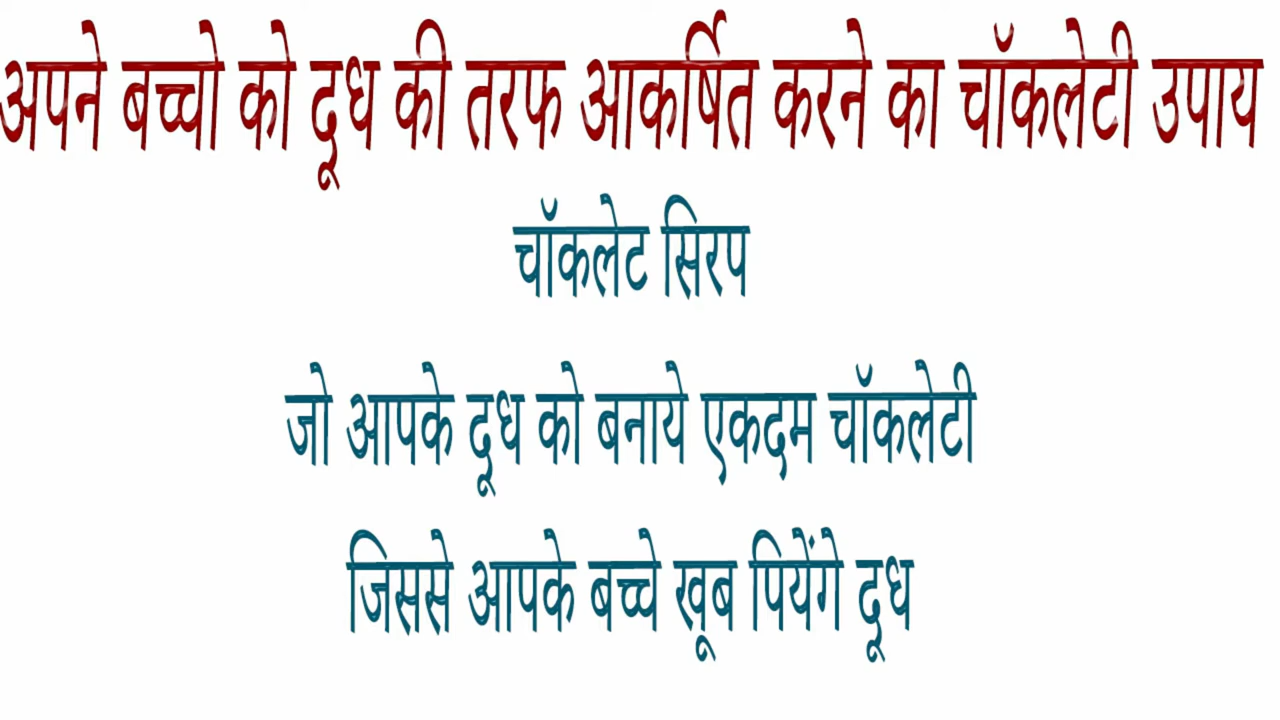 अपने बच्चो को दूध की तरफ आकर्षित करने का चॉकलेटी उपाय
चॉकलेट सिरप
जो आपके दूध को बनाये एकदम चॉकलेटी
जिससे आपके बच्चे खूब पियेंगे दूध